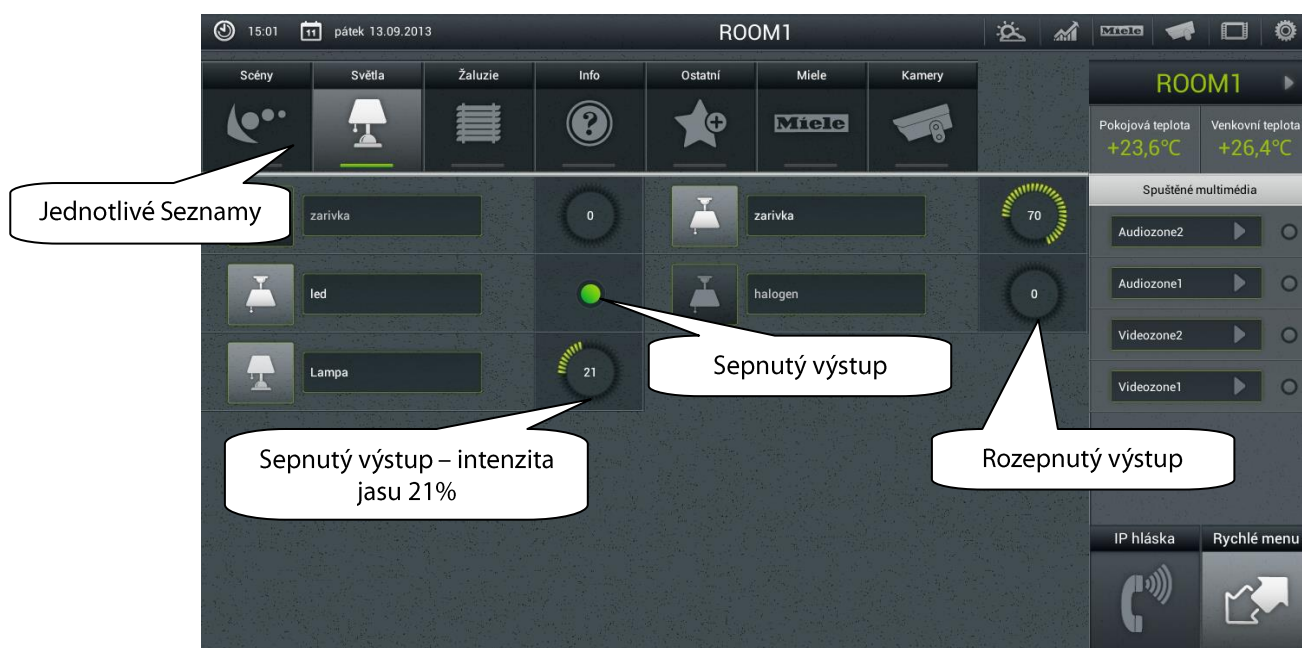 15:01
11
pátek 13.09.2013
ROOM1
Miele
Scény
Světla
Žaluzie
Info
Ostatní
Miele
Kamery
Miele
ROOM1
Pokojová teplota
+23,6°C
Venkovní teplota
+26,4°C
Spuštěné multimédia
Audiozone2
Audiozone1
Videozone2
Videozone1
Jednotlivé Seznamy
zarivka
0
zarivka
70
led
halogen
0
Lampa
21
Sepnutý výstup
Sepnutý výstup – intenzita
jasu 21%
Rozepnutý výstup
IP hláska
Rychlé menu